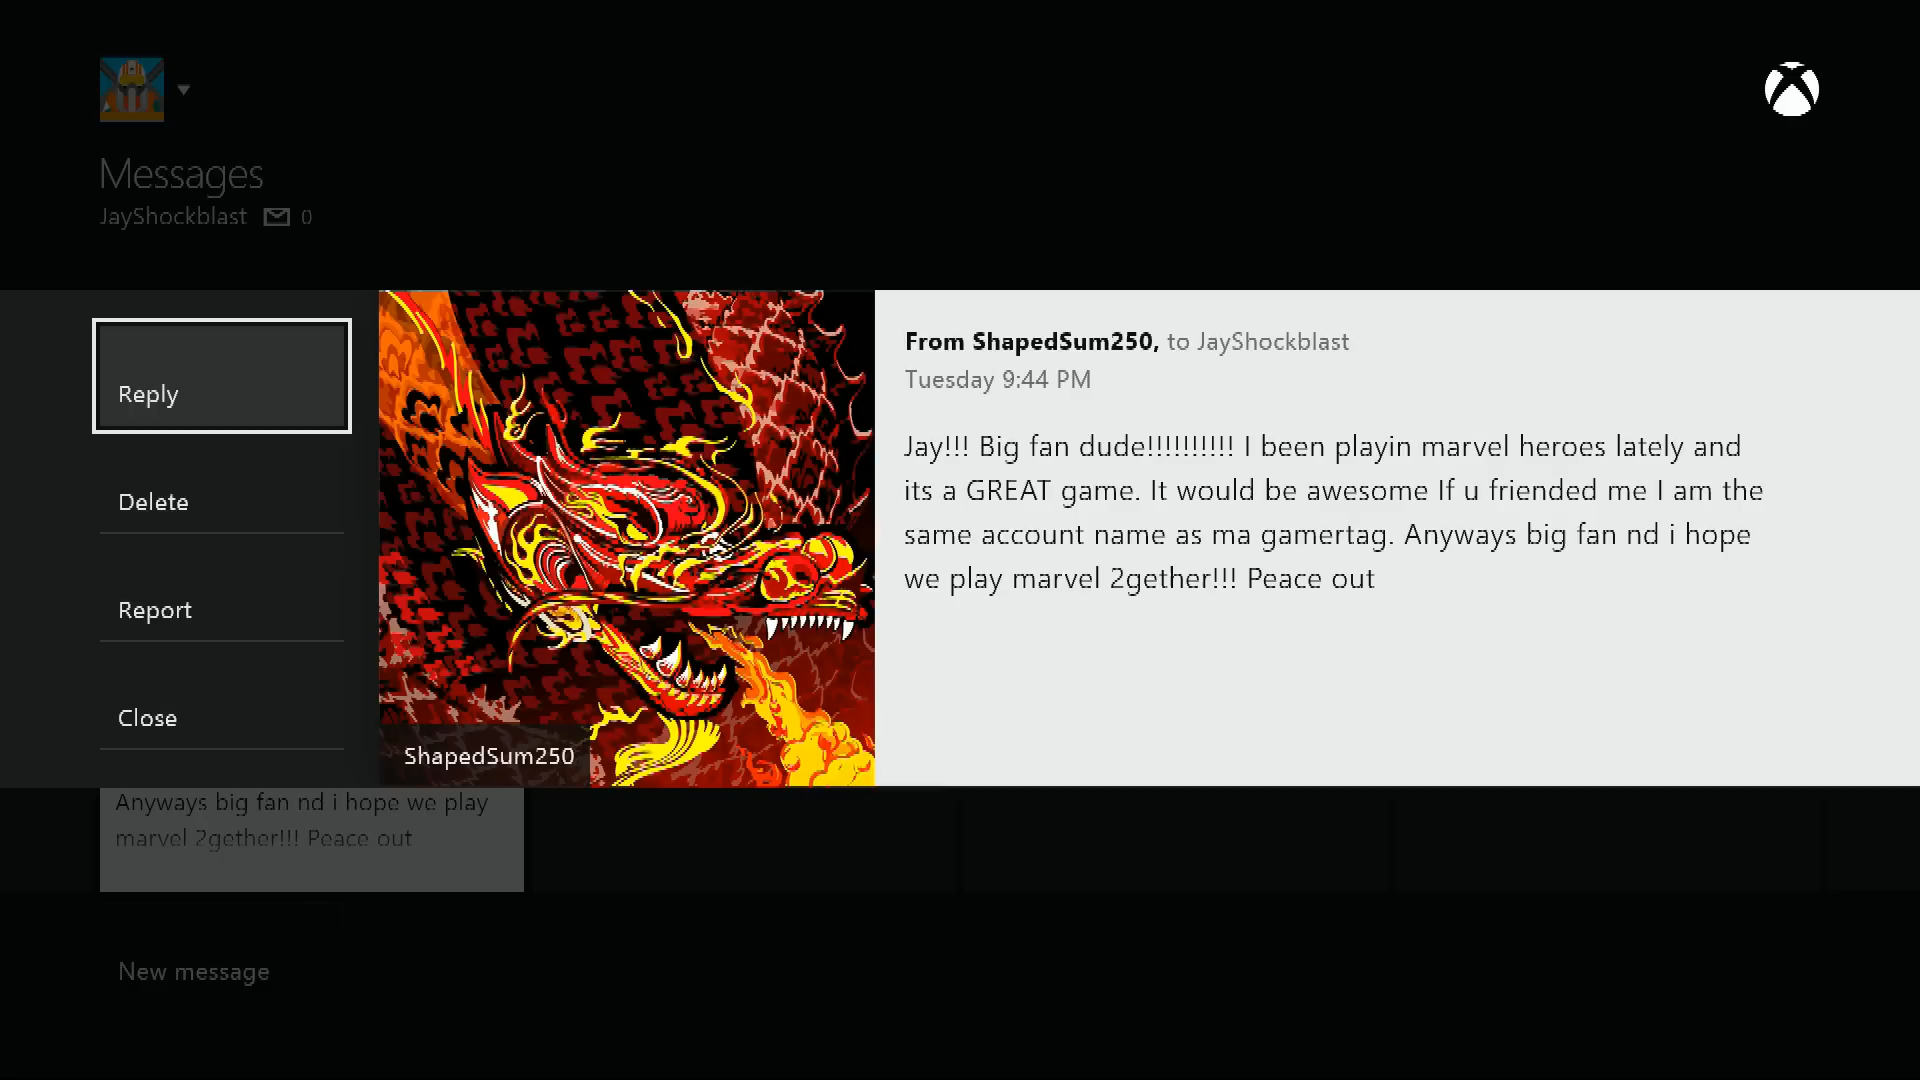 Messages
JayShockblast 0
Reply
Delete
Report
Close
ShapedSum250
From ShapedSum250, to JayShockblast
Tuesday 9:44 PM
Jay!!! Big fan dude!!!!!!!!!! I been playin marvel heroes lately and
its a GREAT game. It would be awesome If u friended me I am the
same account name as ma gamertag. Anyways big fan nd i hope
we play marvel 2gether!!! Peace out
Anyways big fan nd i hope we play
marvel 2gether!!! Peace out
New message